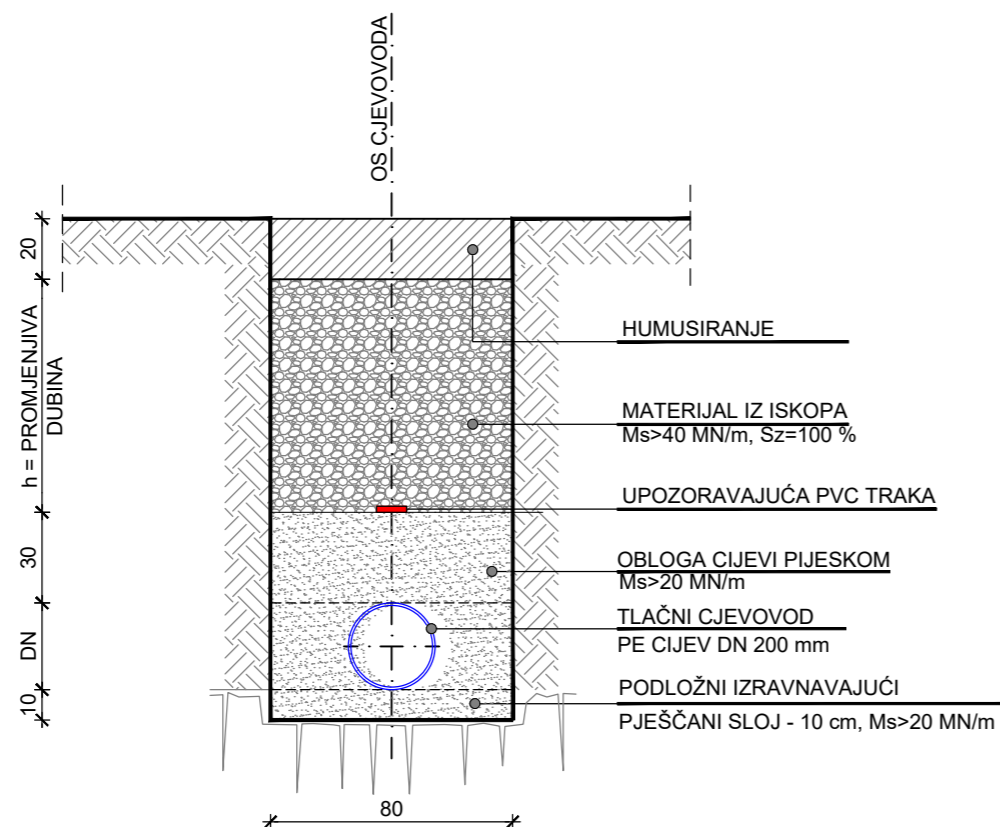 OS CJEVOVODA
20
h = PROMJENJIVA
DUBINA
30
DN
10
HUMUSIRANJE
MATERIJAL IZ ISKOPA
Ms>40 MN/m, Sz=100 %
UPOZORAVAJUĆA PVC TRAKA
OBLOGA CIJEVI PIJESKOM
Ms>20 MN/m
TLAČNI CJEVOVOD
PE CIJEV DN 200 mm
PODLOŽNI IZRAVNAVAJUĆI
PJEŠČANI SLOJ - 10 cm, Ms>20 MN/m
80